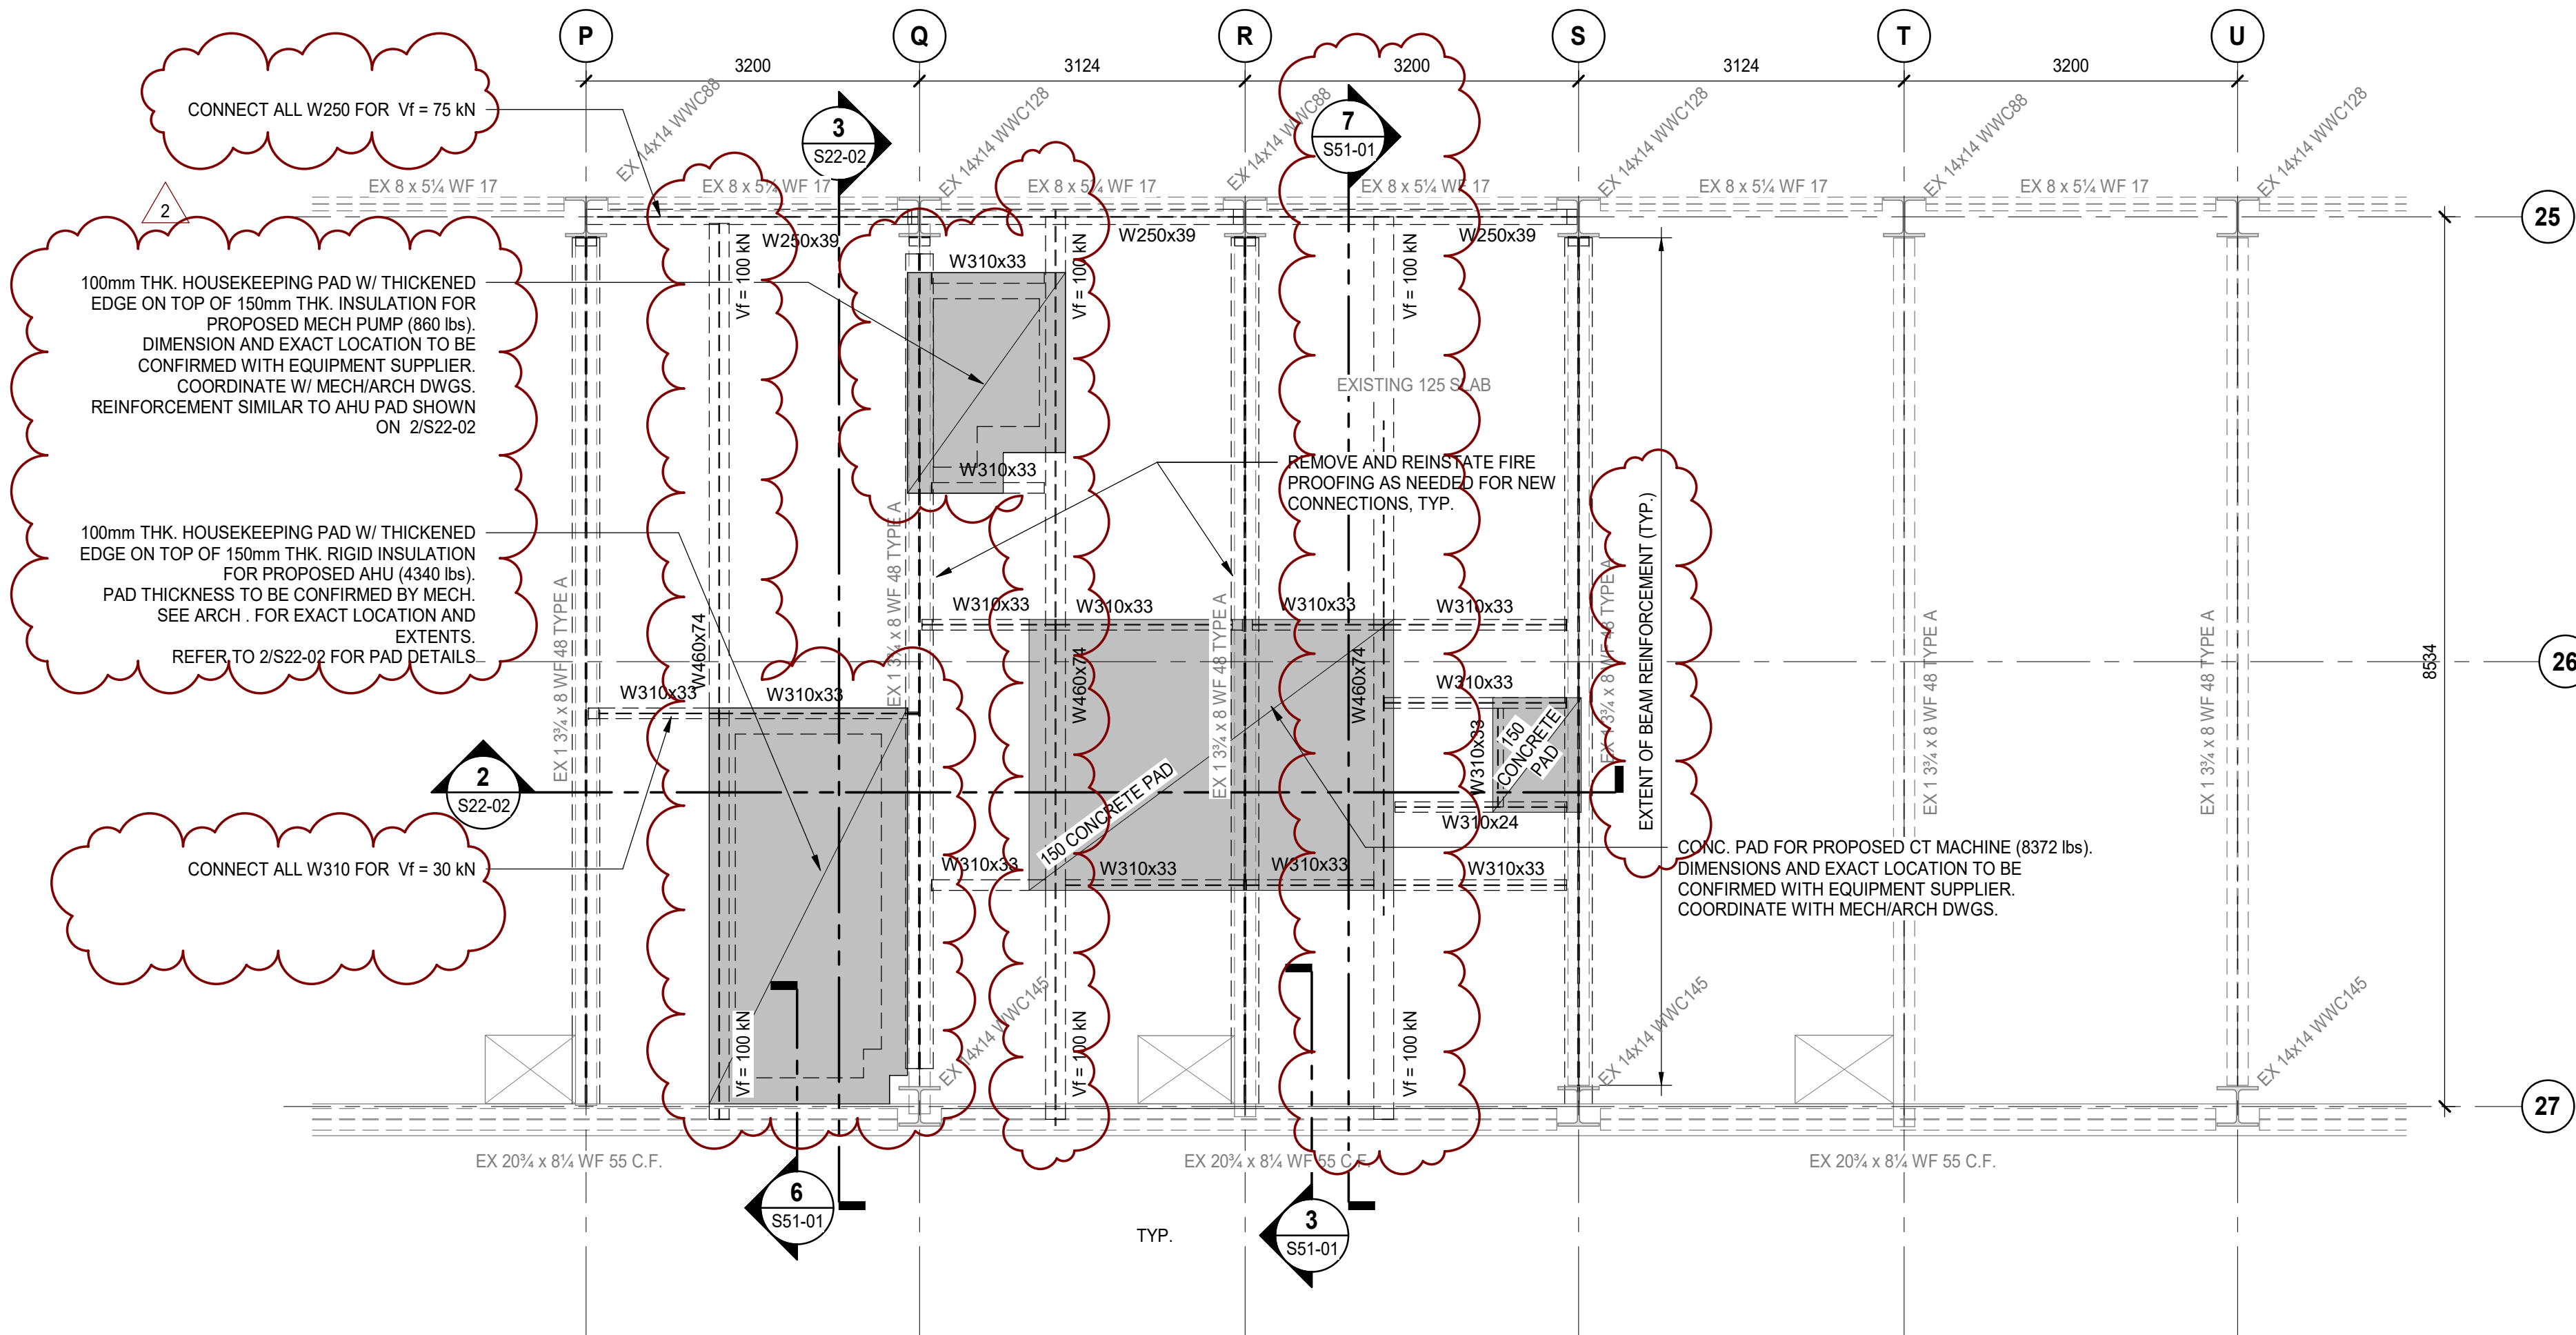 P
Q
R
S
T
U
3200
3124
3200
3124
3200
CONNECT ALL W250 FOR Vf = 75 kN
3
S22-02
7
S51-01
EX 14x14 WWC88
EX 14x14 WWC128
EX 14x14 WWC88
EX 14x14 WWC128
EX 14x14 WWC88
EX 14x14 WWC128
EX 8 x 5¼ WF 17
EX 8 x 5¼ WF 17
EX 8 x 5¼ WF 17
EX 8 x 5¼ WF 17
EX 8 x 5¼ WF 17
EX 8 x 5¼ WF 17
2
25
W250x39
W250x39
W250x39
Vf = 100 kN
Vf = 100 kN
Vf = 100 kN
W310x33
100mm THK. HOUSEKEEPING PAD W/ THICKENED
EDGE ON TOP OF 150mm THK. INSULATION FOR
PROPOSED MECH PUMP (860 lbs).
DIMENSION AND EXACT LOCATION TO BE
CONFIRMED WITH EQUIPMENT SUPPLIER.
COORDINATE W/ MECH/ARCH DWGS.
REINFORCEMENT SIMILAR TO AHU PAD SHOWN
ON 2/S22-02
EXISTING 125 SLAB
W310x33
REMOVE AND REINSTATE FIRE
PROOFING AS NEEDED FOR NEW
CONNECTIONS, TYP.
100mm THK. HOUSEKEEPING PAD W/ THICKENED
EDGE ON TOP OF 150mm THK. RIGID INSULATION
FOR PROPOSED AHU (4340 lbs).
PAD THICKNESS TO BE CONFIRMED BY MECH.
SEE ARCH . FOR EXACT LOCATION AND
EXTENTS.
REFER TO 2/S22-02 FOR PAD DETAILS
EX 1 3¾ x 8 WF 48 TYPE A
EX 1 3¾ x 8 WF 48 TYPE A
EX 1 3¾ x 8 WF 48 TYPE A
EX 1 3¾ x 8 WF 48 TYPE A
EX 1 3¾ x 8 WF 48 TYPE A
EX 1 3¾ x 8 WF 48 TYPE A
EXTENT OF BEAM REINFORCEMENT (TYP.)
W310x33
W310x33
W310x33
W310x33
W460x74
W460x74
W460x74
26
8534
W310x33
W310x33
W310x33
W310x33
150
CONCRETE
PAD
2
S22-02
150 CONCRETE PAD
W310x24
CONNECT ALL W310 FOR Vf = 30 kN
W310x33
W310x33
W310x33
W310x33
CONC. PAD FOR PROPOSED CT MACHINE (8372 lbs).
DIMENSIONS AND EXACT LOCATION TO BE
CONFIRMED WITH EQUIPMENT SUPPLIER.
COORDINATE WITH MECH/ARCH DWGS.
Vf = 100 kN
Vf = 100 kN
Vf = 100 kN
EX 14x14 WWC145
EX 14x14 WWC145
EX 14x14 WWC145
27
EX 20¾ x 8¼ WF 55 C.F.
EX 20¾ x 8¼ WF 55 C.F.
EX 20¾ x 8¼ WF 55 C.F.
6
S51-01
TYP.
3
S51-01